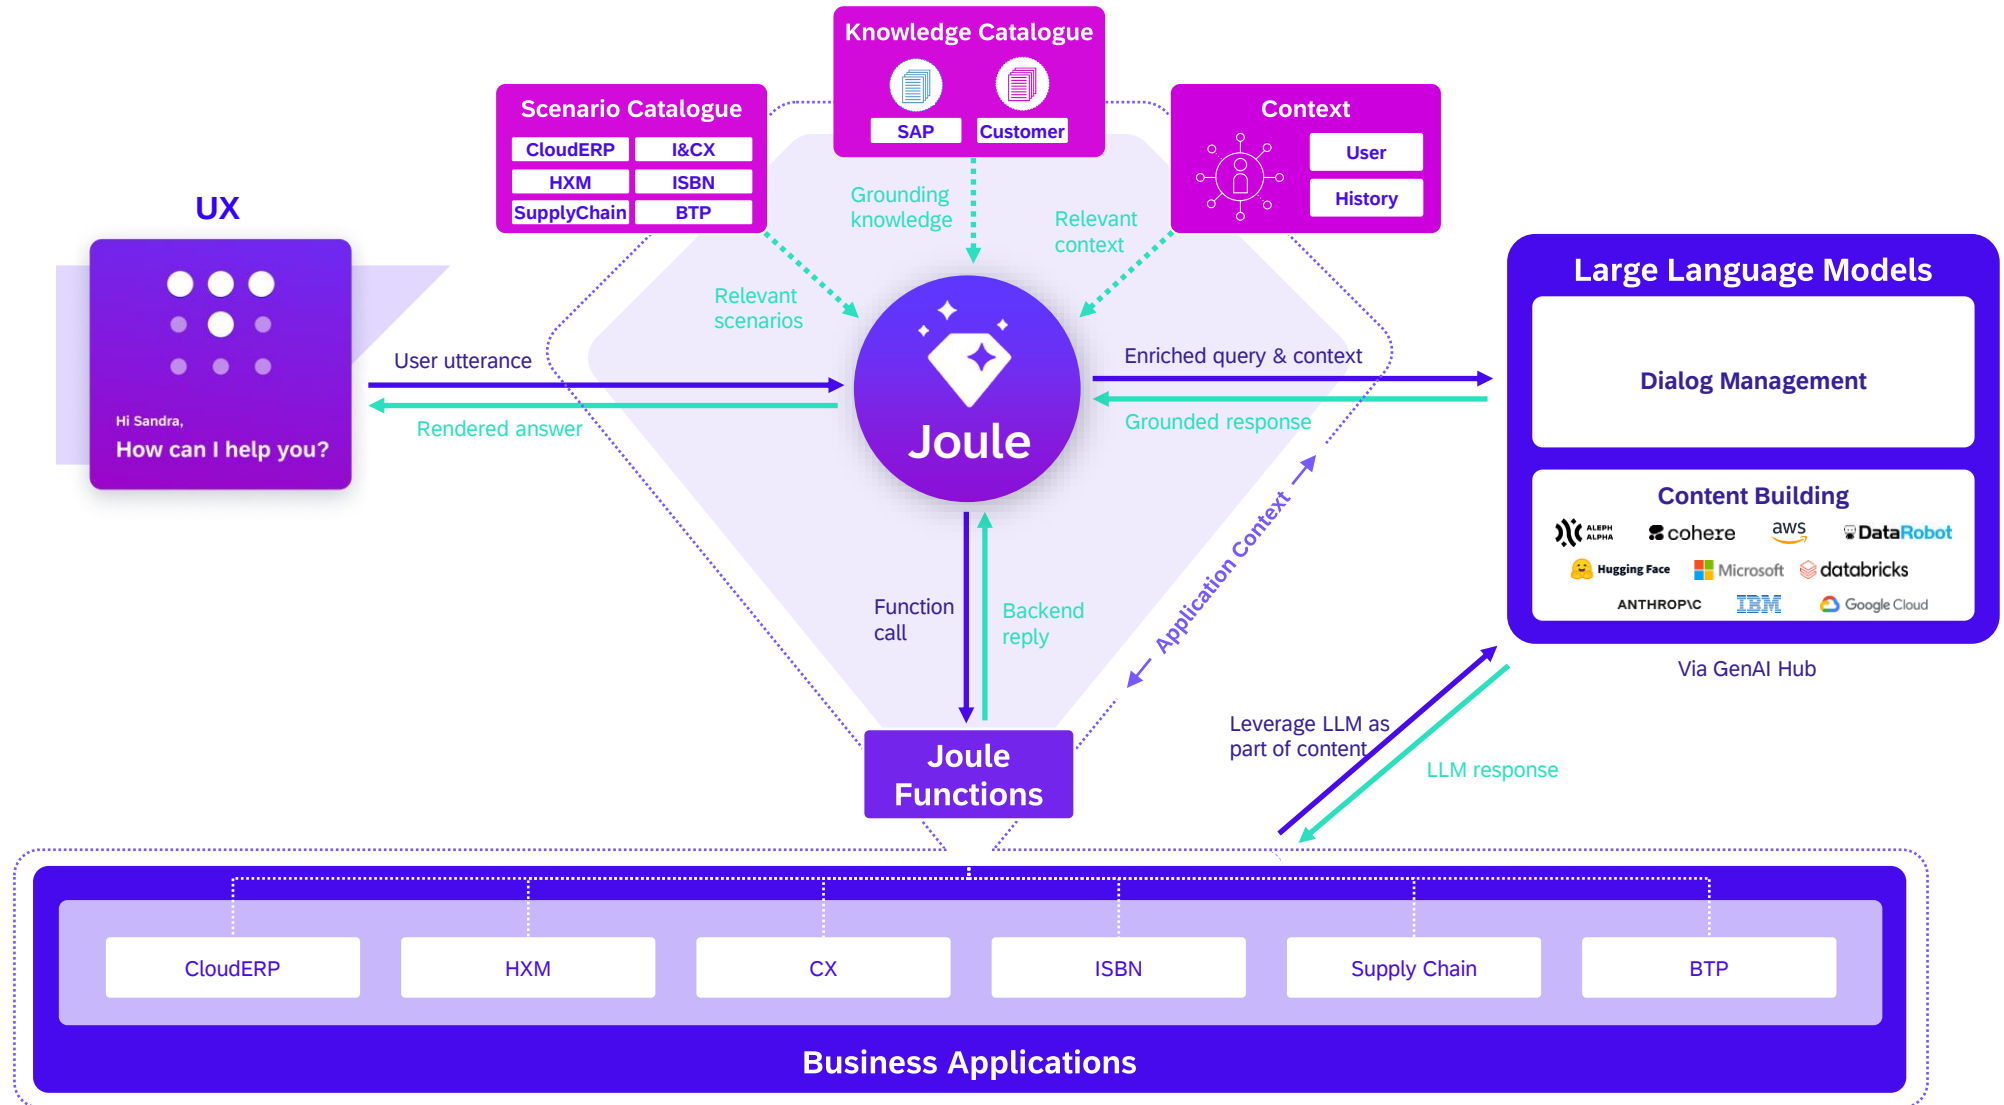 Knowledge Catalogue
SAP
Customer
Scenario Catalogue
CloudERP
I&CX
HXM
ISBN
SupplyChain
BTP
Context
User
History
Grounding
knowledge
Relevant
context
Relevant
scenarios
UX
Hi Sandra,
How can I help you?
User utterance
Rendered answer
Joule
Enriched query & context
Grounded response
Large Language Models
Dialog Management
Content Building
ALEPH
ALPHA
cohere
aws
DataRobot
Hugging Face
Microsoft
databricks
ANTHROP\C
IBM
Google Cloud
Via GenAI Hub
Function
call
Backend
reply
Application Context
Leverage LLM as
part of content
LLM response
Joule
Functions
CloudERP
HXM
CX
ISBN
Supply Chain
BTP
Business Applications